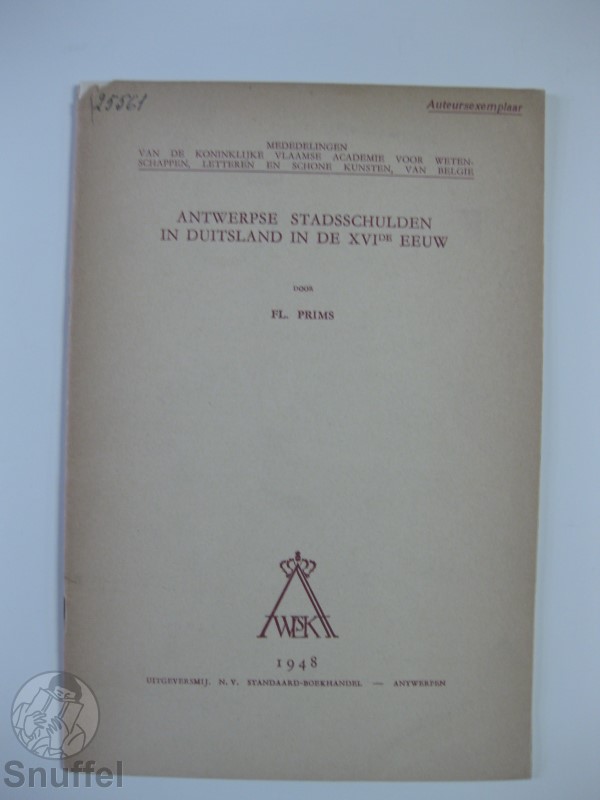 25561
Auteursexemplaar
MEDEDELINGEN
VAN DE KONINKLIJKE VLAAMSE ACADEMIE VOOR WETEN-
SCHAPPEN, LETTEREN EN SCHONE KUNSTEN, VAN BELGIE
ANTWERPSE STADSSCHULDEN
IN DUITSLAND IN DE XVIDE EEUW
DOOR
FL. PRIMS
1948
UITGEVERSMIJ. N. V. STANDAARD-BOEKHANDEL — ANTWERPEN
Snuffel